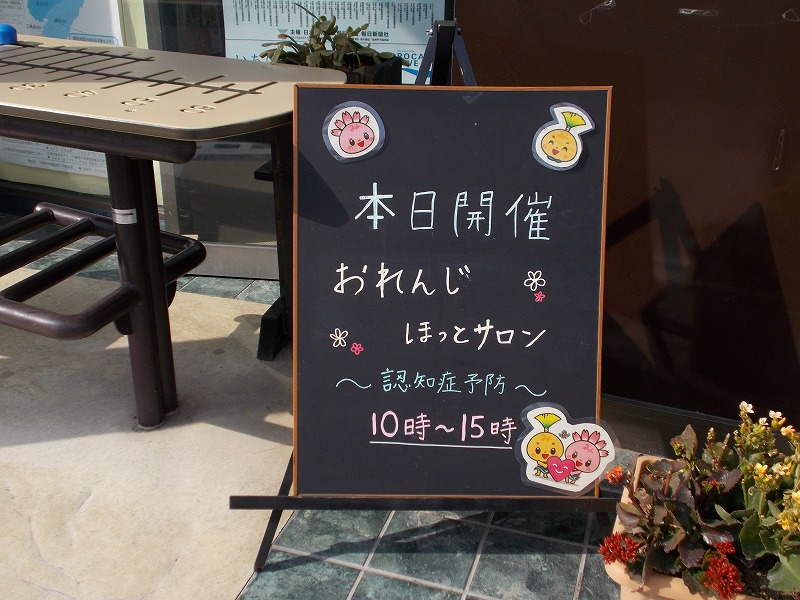 本日開催
おれんじ
ほっとサロン
～認知症予防～
10時～15時